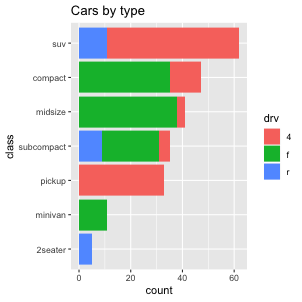 Cars by type
suv
compact
midsize
subcompact
pickup
minivan
2seater
class
0
20
40
60
count
drv
4
f
r